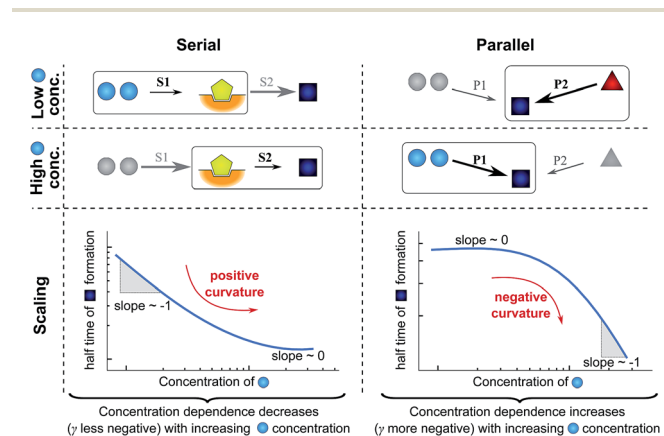 Serial
Parallel
Low
conc.
S1
S2
P1
P2
High
conc.
S1
S2
P1
P2
Scaling
half time of formation
positive
curvature
slope ~ -1
slope ~ 0
Concentration of
half time of formation
slope ~ 0
negative
curvature
slope ~ -1
Concentration of
Concentration dependence decreases
(γ less negative) with increasing concentration
Concentration dependence increases
(γ more negative) with increasing concentration